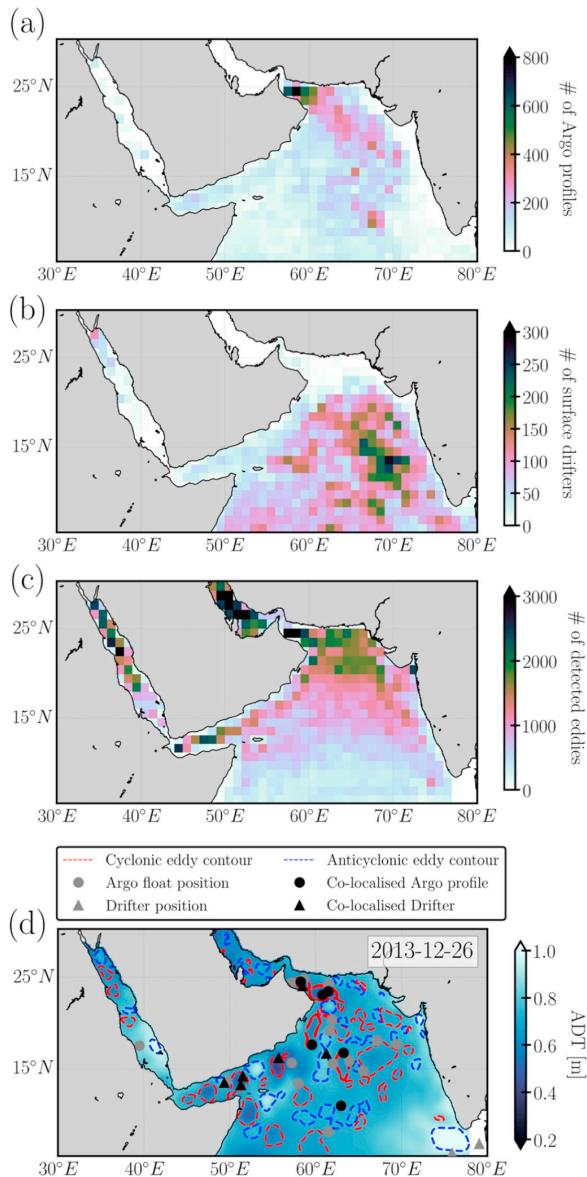 (a)
25°N
15°N
30°E 40°E 50°E 60°E 70°E 80°E
800
600
400
200
0
# of Argo profiles
(b)
25°N
15°N
30°E 40°E 50°E 60°E 70°E 80°E
300
250
200
150
100
50
0
# of surface drifters
(c)
25°N
15°N
30°E 40°E 50°E 60°E 70°E 80°E
3000
2000
1000
0
# of detected eddies
Cyclonic eddy contour Anticyclonic eddy contour
Argo float position Co-localised Argo profile
Drifter position Co-localised Drifter
(d)
2013-12-26
25°N
15°N
30°E 40°E 50°E 60°E 70°E 80°E
1.0
0.8
0.6
0.4
0.2
ADT [m]